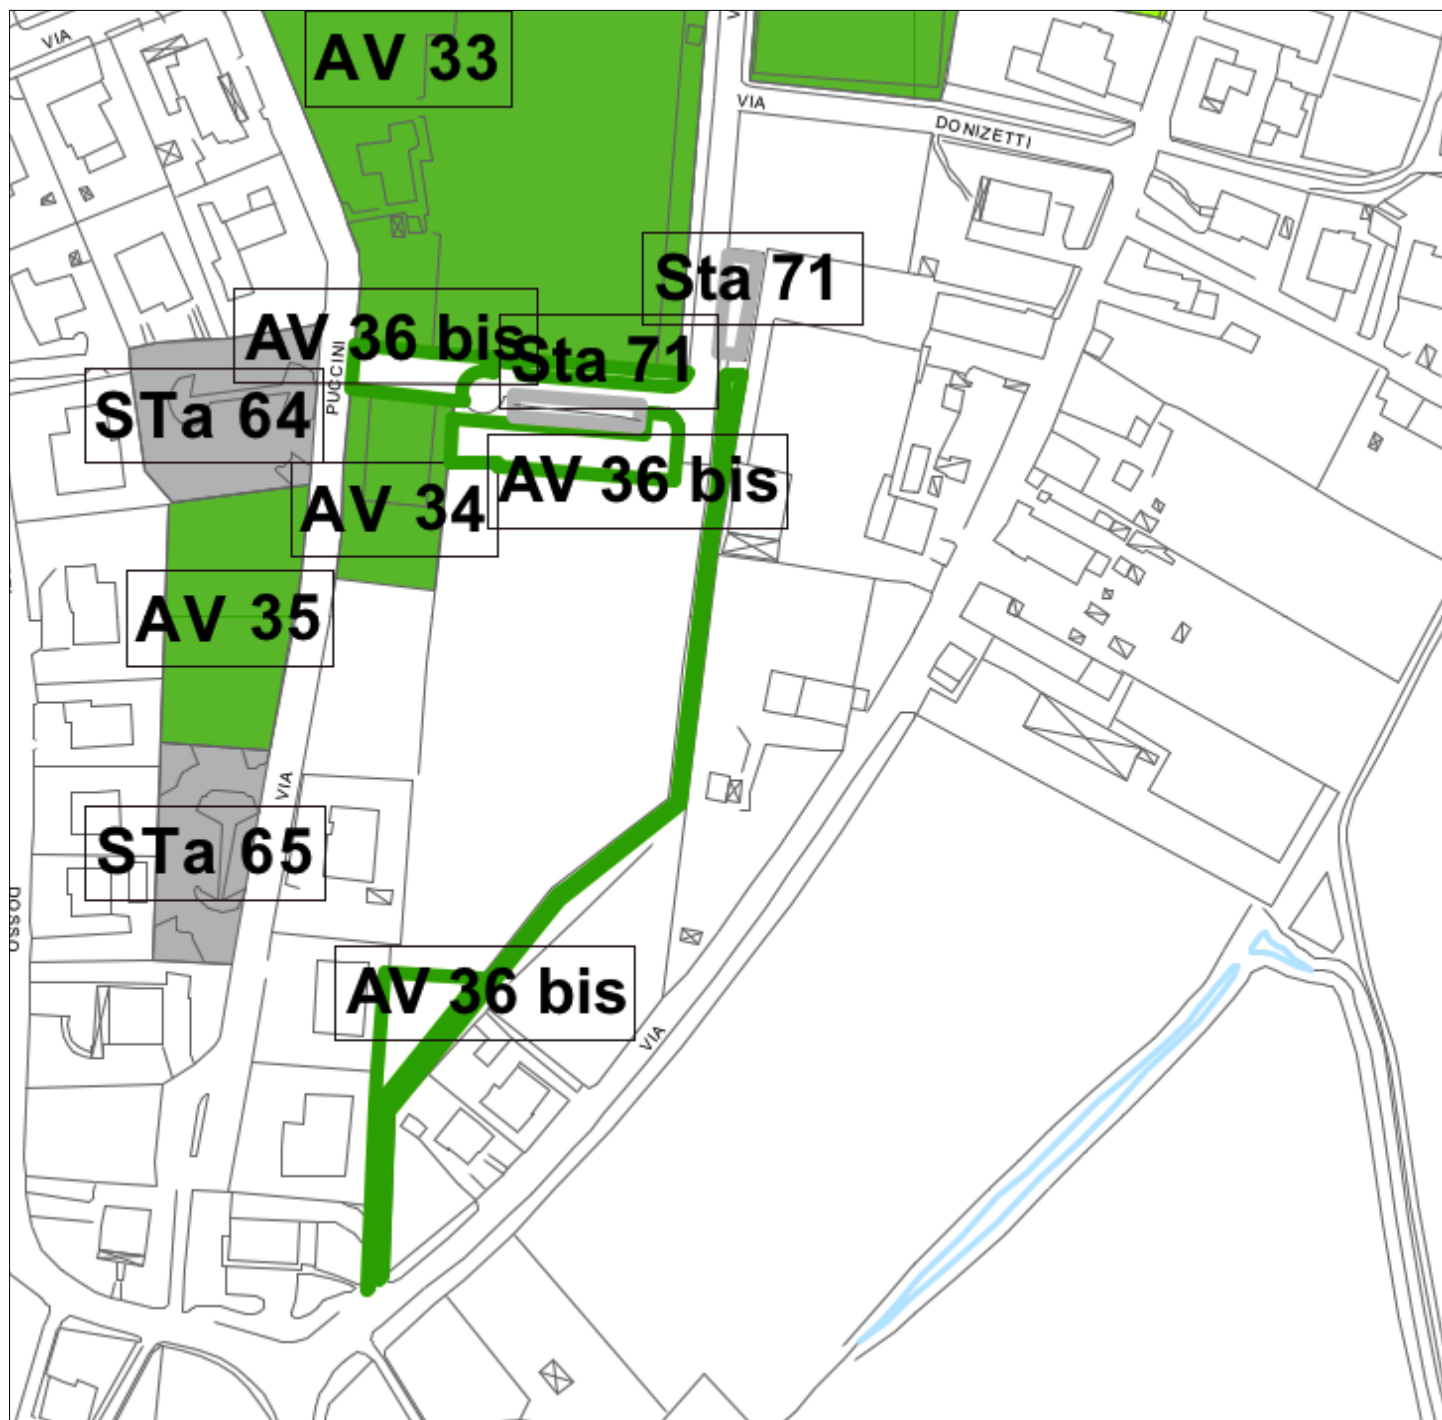 VIA
AV 33
V
VIA
DONIZETTI
Sta 71
AV 36 bis
Sta 71
PUCCINI
STa 64
AV 36 bis
AV 34
AV 35
VIA
STa 65
DOSSO
AV 36 bis
VIA